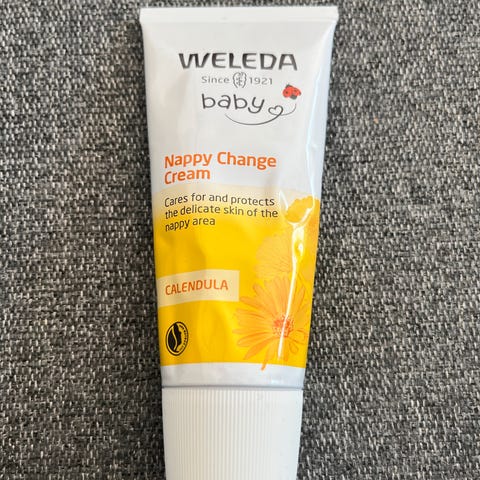 WELEDA
Since 1921
baby
Nappy Change
Cream
Cares for and protects
the delicate skin of the
nappy area
CALENDULA